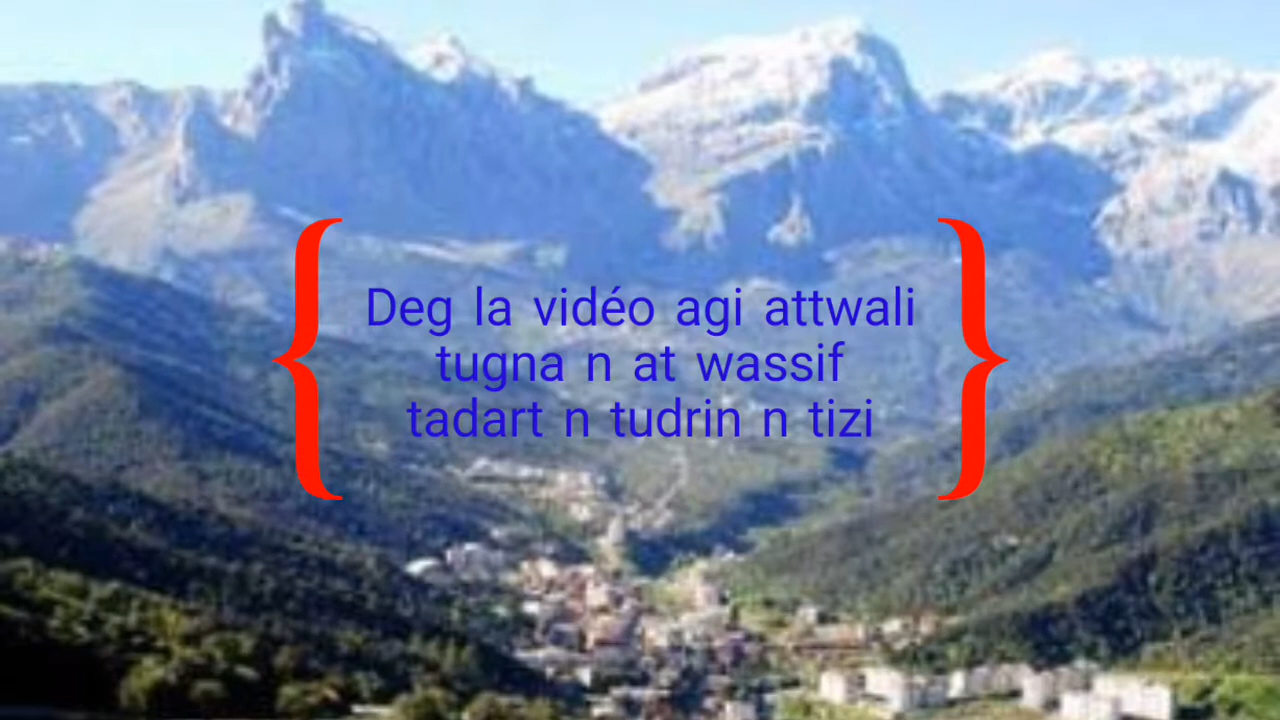 Deg la vidéo agi attwali
tugna n at wassif
tadart n tudrin n tizi